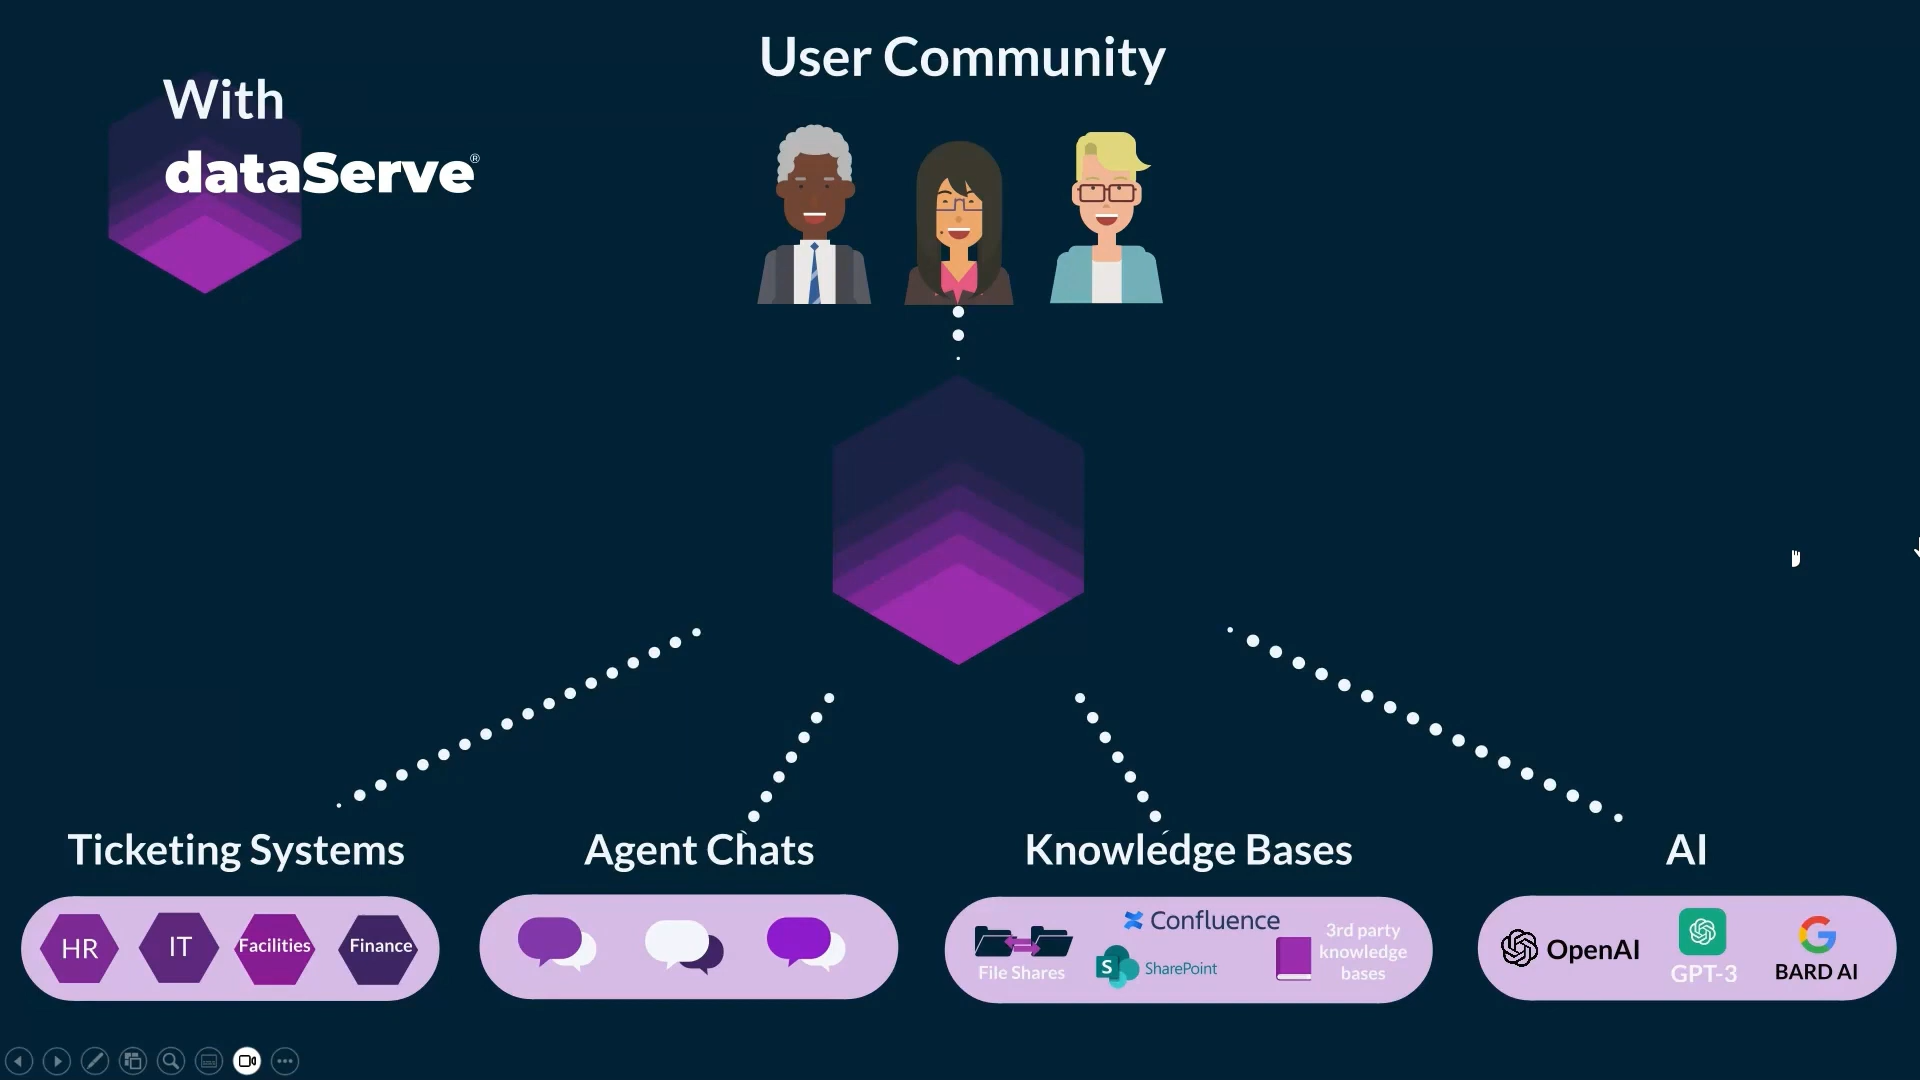 User Community
With
dataServe®
Ticketing Systems
Agent Chats
Knowledge Bases
AI
HR
IT
Facilities
Finance
File Shares
Confluence
S
SharePoint
3rd party
knowledge
bases
OpenAI
GPT-3
BARD AI